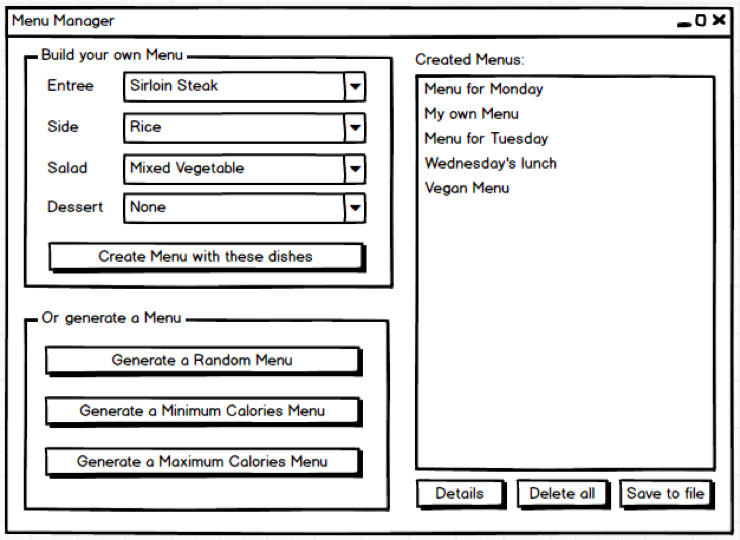 Menu Manager
Build your own Menu
Entree Sirloin Steak
Side Rice
Salad Mixed Vegetable
Dessert None
Create Menu with these dishes
Or generate a Menu
Generate a Random Menu
Generate a Minimum Calories Menu
Generate a Maximum Calories Menu
Created Menus:
Menu for Monday
My own Menu
Menu for Tuesday
Wednesday's lunch
Vegan Menu
Details Delete all Save to file